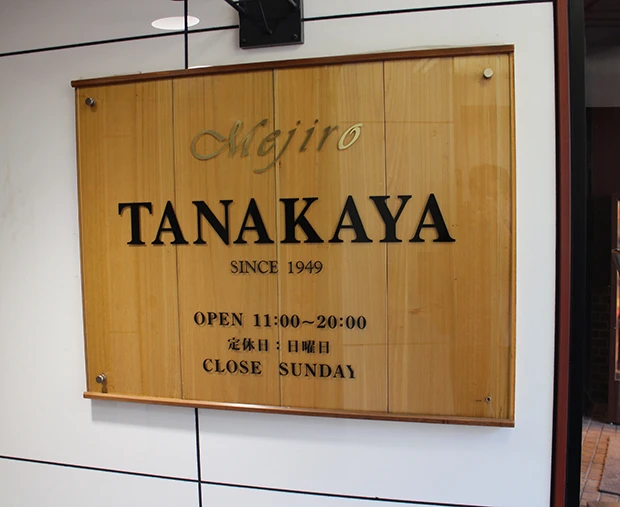 Mejiro
TANAKAYA
SINCE 1949
OPEN 11:00~20:00
定休日：日曜日
CLOSE SUNDAY